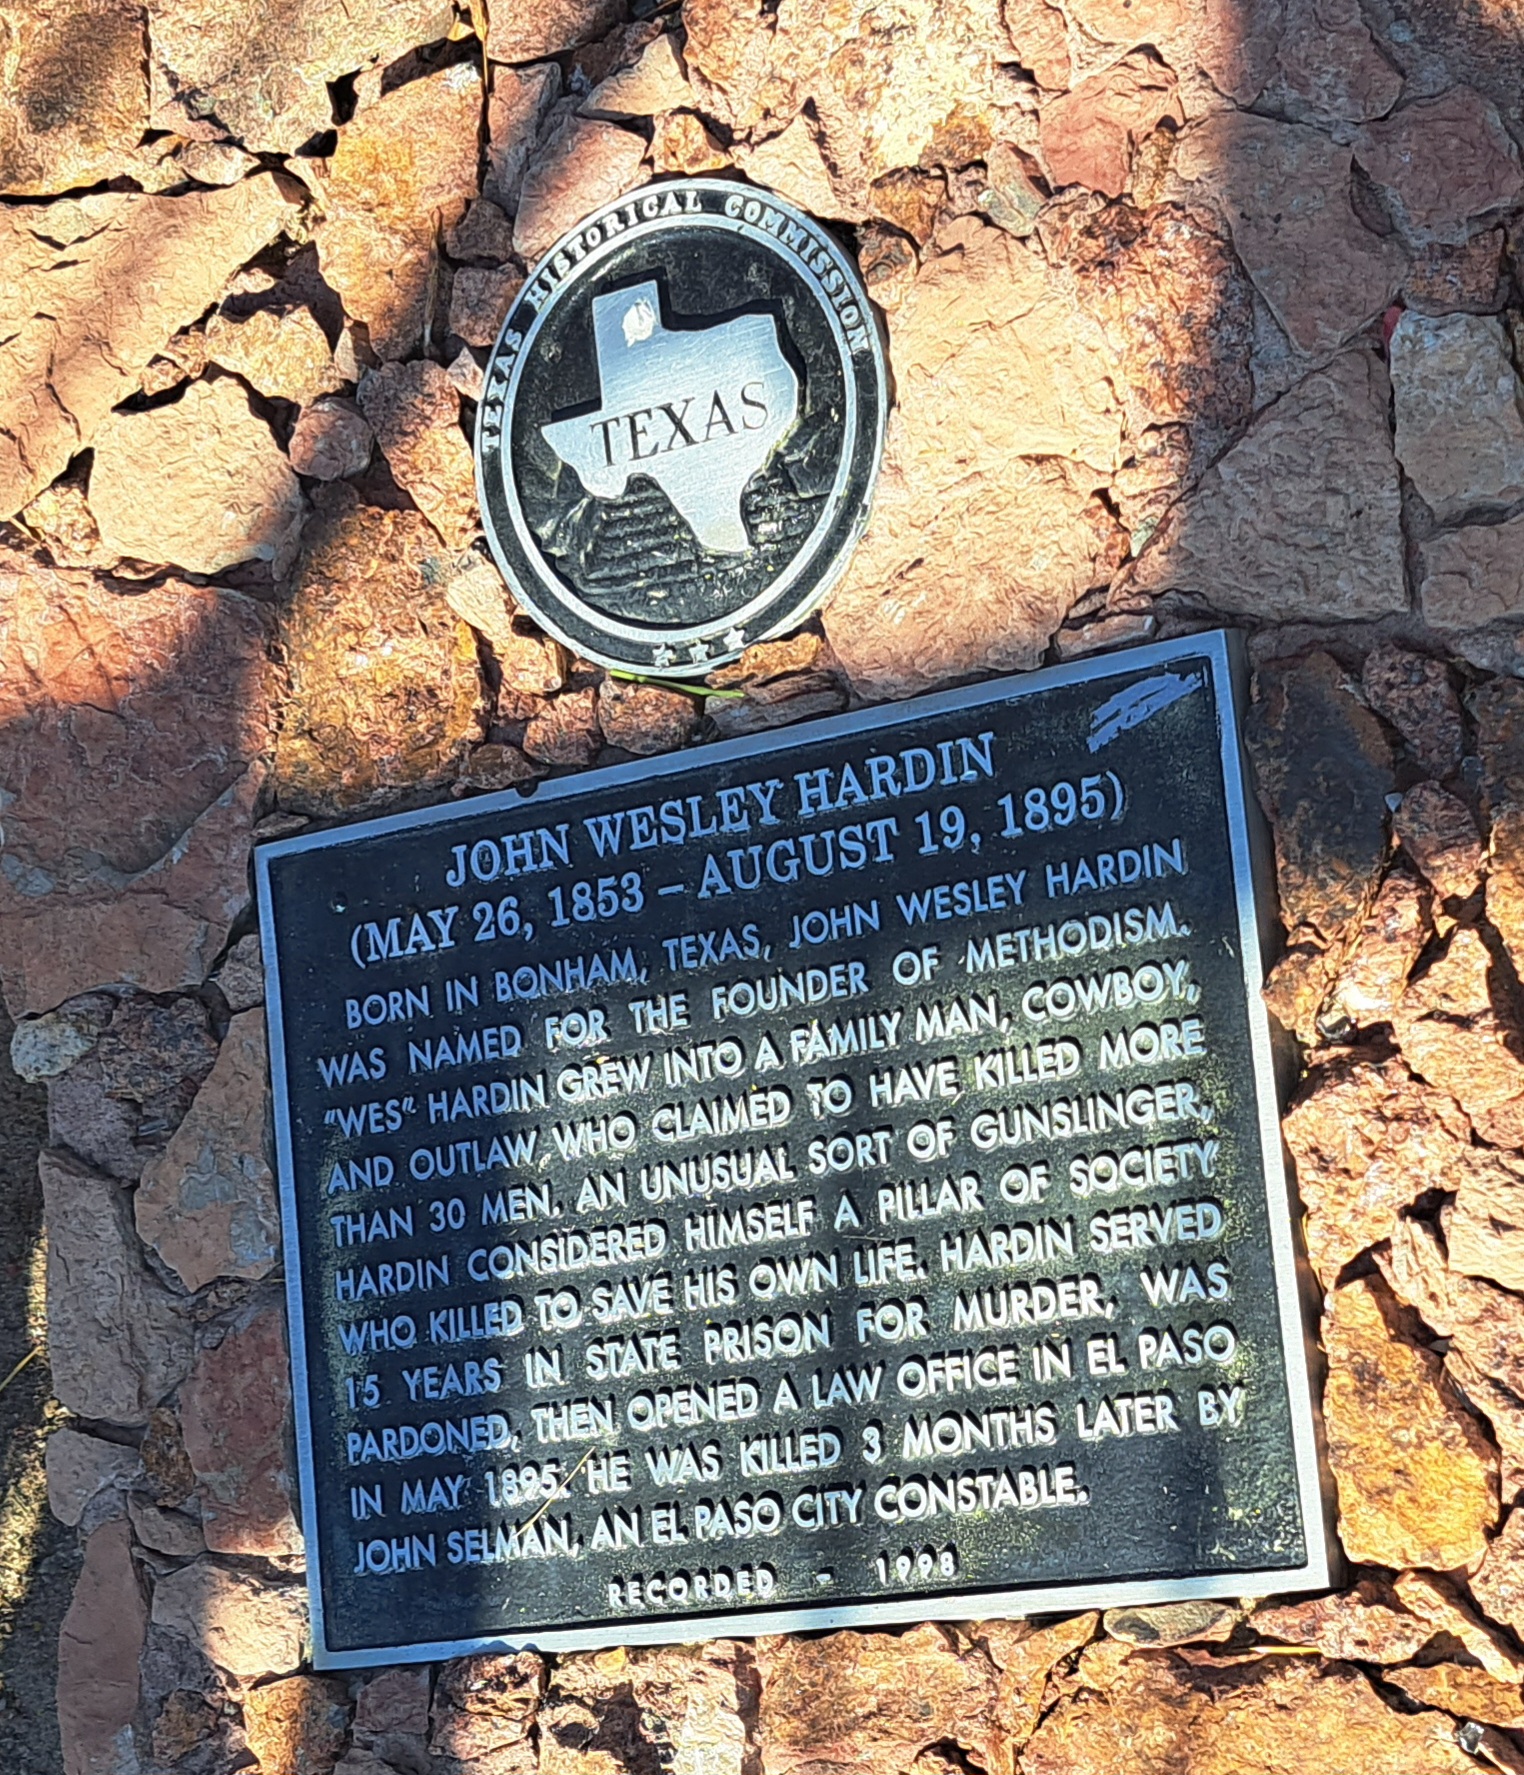 TEXAS HISTORICAL COMMISSION
TEXAS
JOHN WESLEY HARDIN
(MAY 26, 1853 – AUGUST 19, 1895)
BORN IN BONHAM, TEXAS, JOHN WESLEY HARDIN
WAS NAMED FOR THE FOUNDER OF METHODISM.
"WES" HARDIN GREW INTO A FAMILY MAN, COWBOY,
AND OUTLAW WHO CLAIMED TO HAVE KILLED MORE
THAN 30 MEN. AN UNUSUAL SORT OF GUNSLINGER,
HARDIN CONSIDERED HIMSELF A PILLAR OF SOCIETY
WHO KILLED TO SAVE HIS OWN LIFE. HARDIN SERVED
15 YEARS IN STATE PRISON FOR MURDER, WAS
PARDONED, THEN OPENED A LAW OFFICE IN EL PASO
IN MAY 1895. HE WAS KILLED 3 MONTHS LATER BY
JOHN SELMAN, AN EL PASO CITY CONSTABLE.
RECORDED - 1998